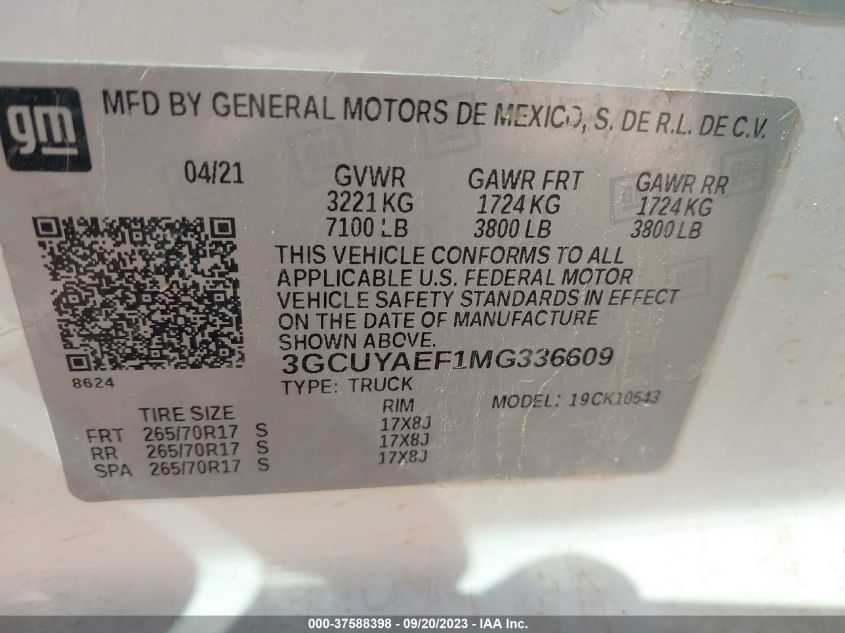 gm
MFD BY GENERAL MOTORS DE MEXICO, S. DE R.L. DE C.V.
04/21 GVWR GAWR FRT GAWR RR
3221 KG 1724 KG 1724 KG
7100 LB 3800 LB 3800 LB
THIS VEHICLE CONFORMS TO ALL
APPLICABLE U.S. FEDERAL MOTOR
VEHICLE SAFETY STANDARDS IN EFFECT
ON THE DATE OF MANUFACTURE
SHOWN ABOVE.
3GCUYAEF1MG336609
8624
TYPE: TRUCK MODEL: 19CK10543
TIRE SIZE RIM
FRT 265/70R17 S 17X8J
RR 265/70R17 S 17X8J
SPA 265/70R17 S 17X8J
000-37588398 - 09/20/2023 - IAA Inc.